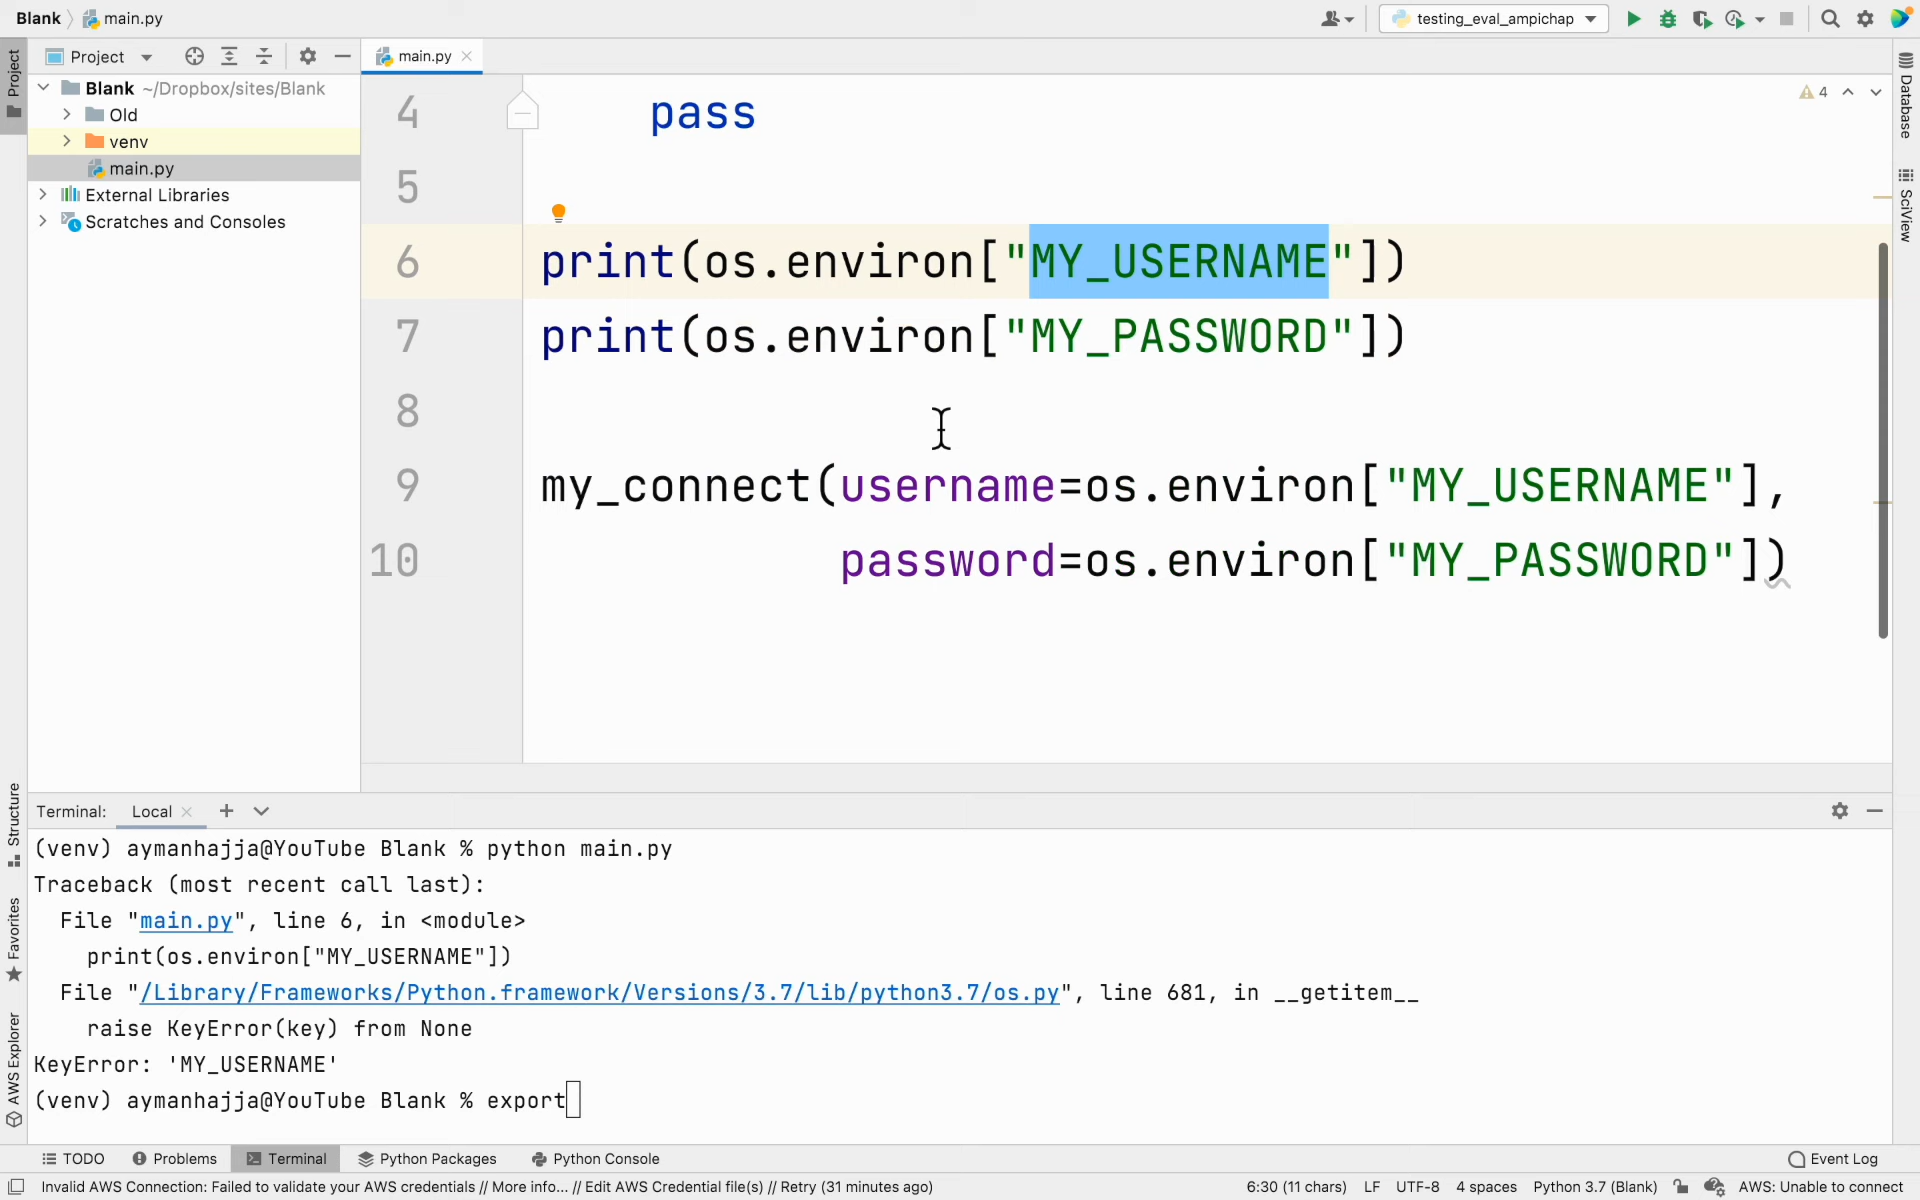 Blank
main.py
testing_eval_ampichap
Project
Project
main.py
Blank ~/Dropbox/sites/Blank
Old
venv
main.py
External Libraries
Scratches and Consoles
4
Database
SciView
4 pass
5
6 print(os.environ["MY_USERNAME"])
7 print(os.environ["MY_PASSWORD"])
8
9 my_connect(username=os.environ["MY_USERNAME"],
10 password=os.environ["MY_PASSWORD"])
Structure
Favorites
AWS Explorer
Terminal: Local
(venv) aymanhajja@YouTube Blank % python main.py
Traceback (most recent call last):
File "main.py", line 6, in <module>
print(os.environ["MY_USERNAME"])
File "/Library/Frameworks/Python.framework/Versions/3.7/lib/python3.7/os.py", line 681, in __getitem__
raise KeyError(key) from None
KeyError: 'MY_USERNAME'
(venv) aymanhajja@YouTube Blank % export
TODO Problems Terminal Python Packages Python Console Event Log
Invalid AWS Connection: Failed to validate your AWS credentials // More info... // Edit AWS Credential file(s) // Retry (31 minutes ago) 6:30 (11 chars) LF UTF-8 4 spaces Python 3.7 (Blank) AWS: Unable to connect